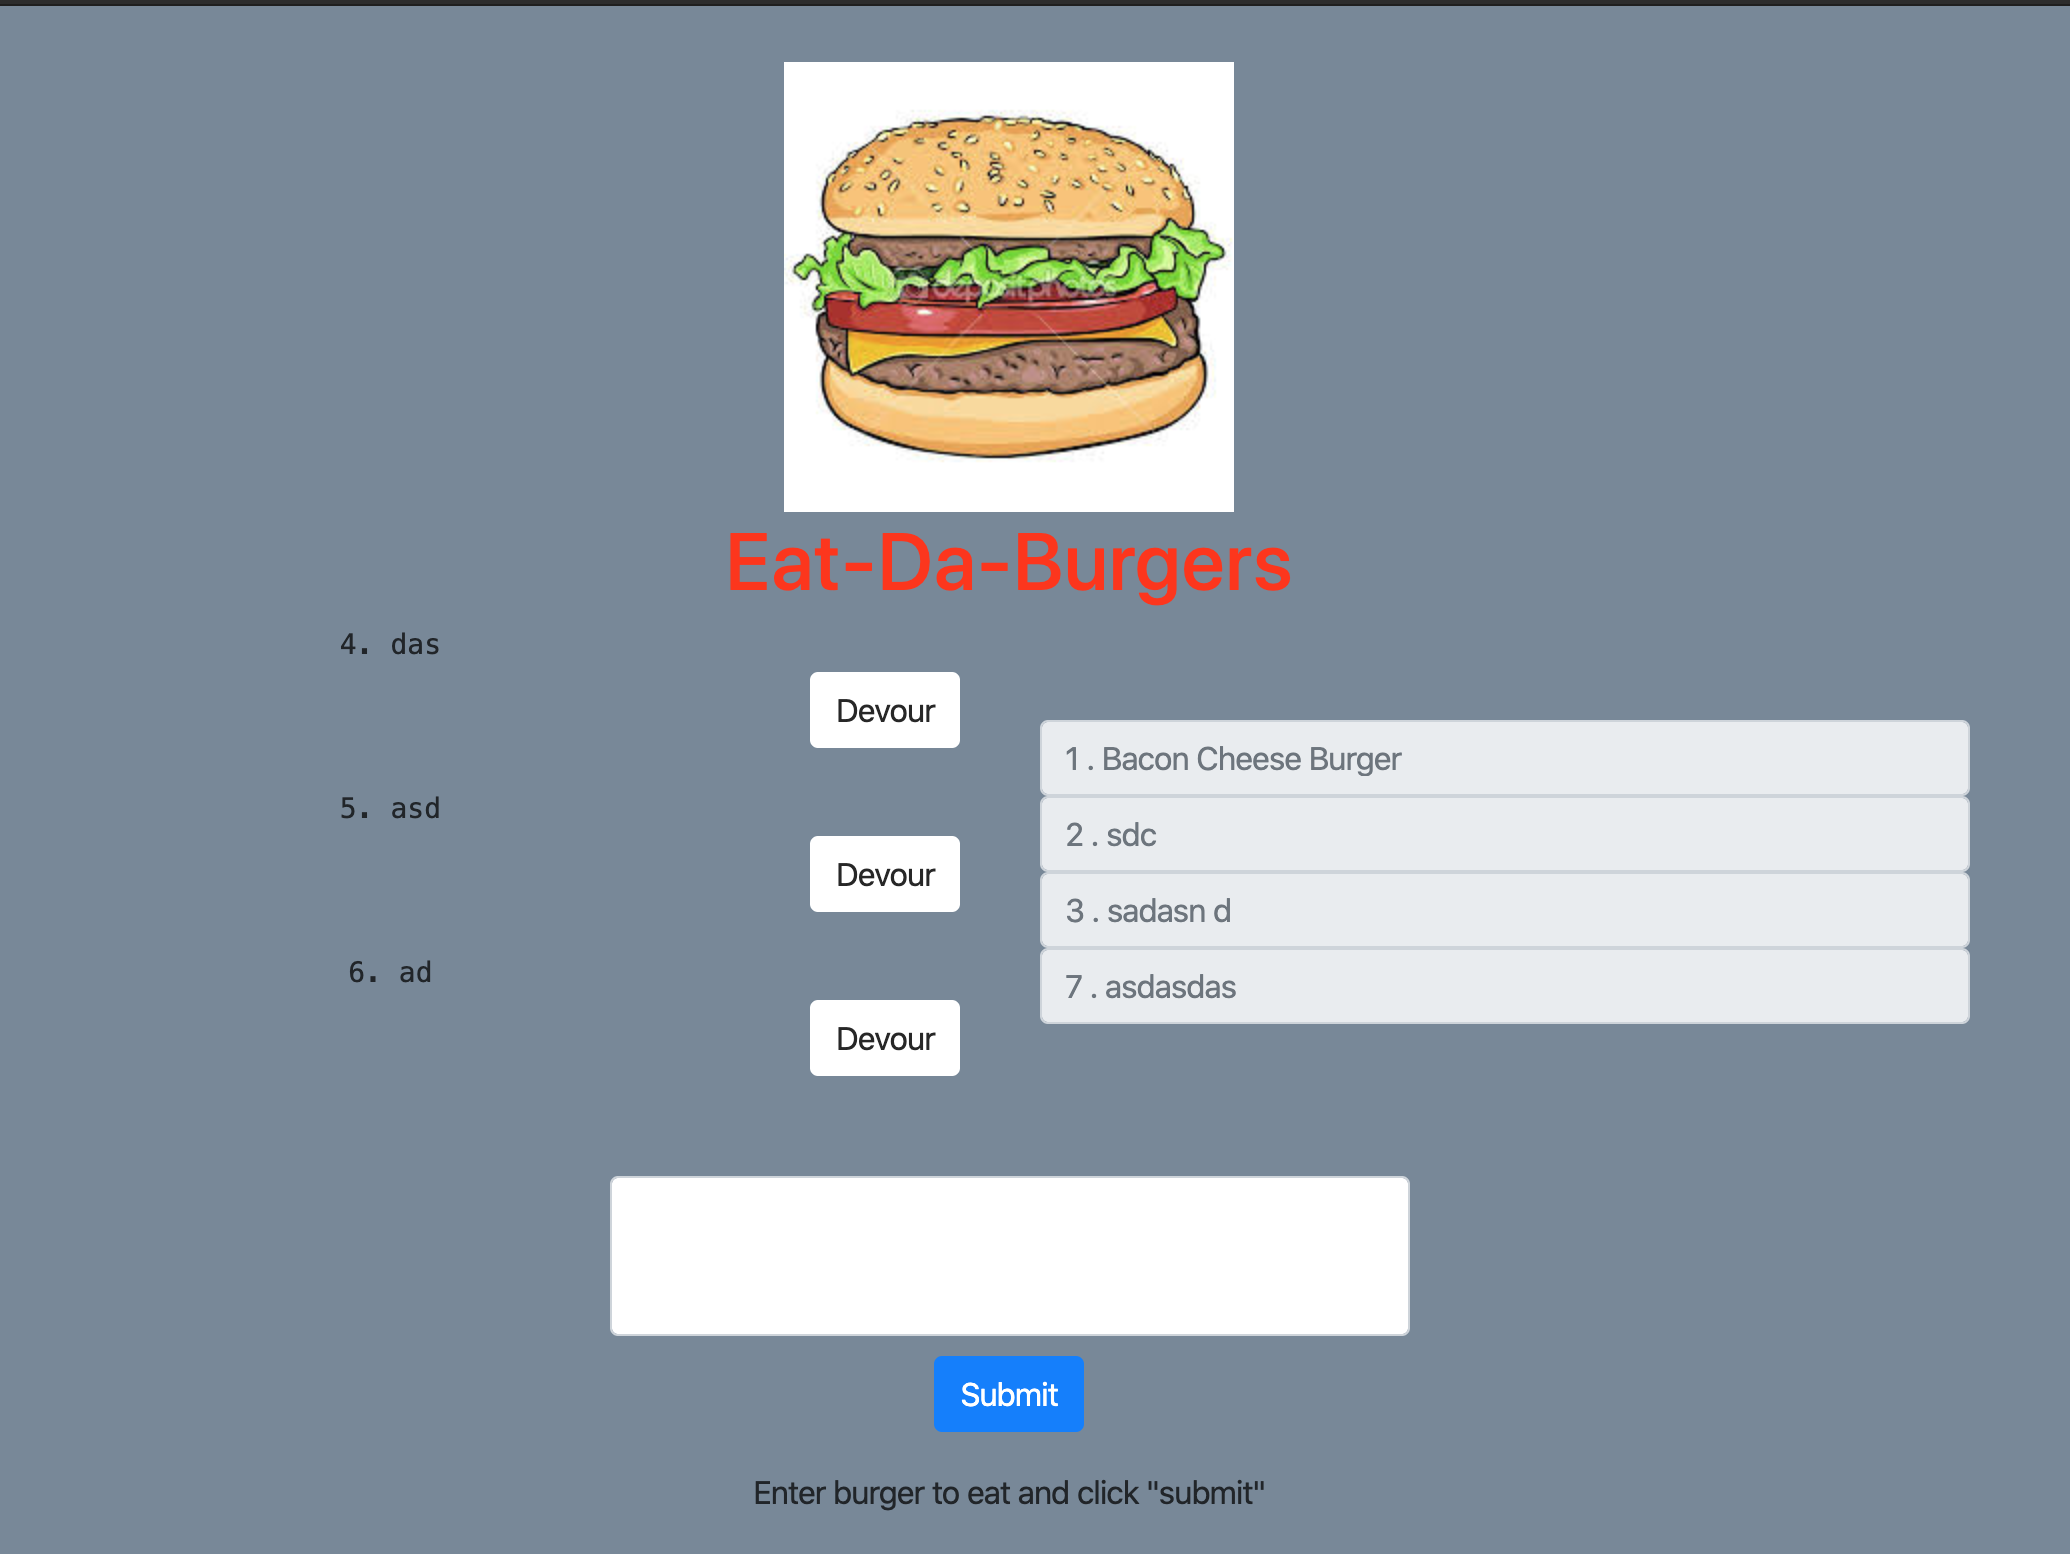 depositphotos
Eat-Da-Burgers
4. das
Devour
5. asd
Devour
6. ad
Devour
1 . Bacon Cheese Burger
2 . sdc
3 . sadasn d
7 . asdasdas
Submit
Enter burger to eat and click "submit"